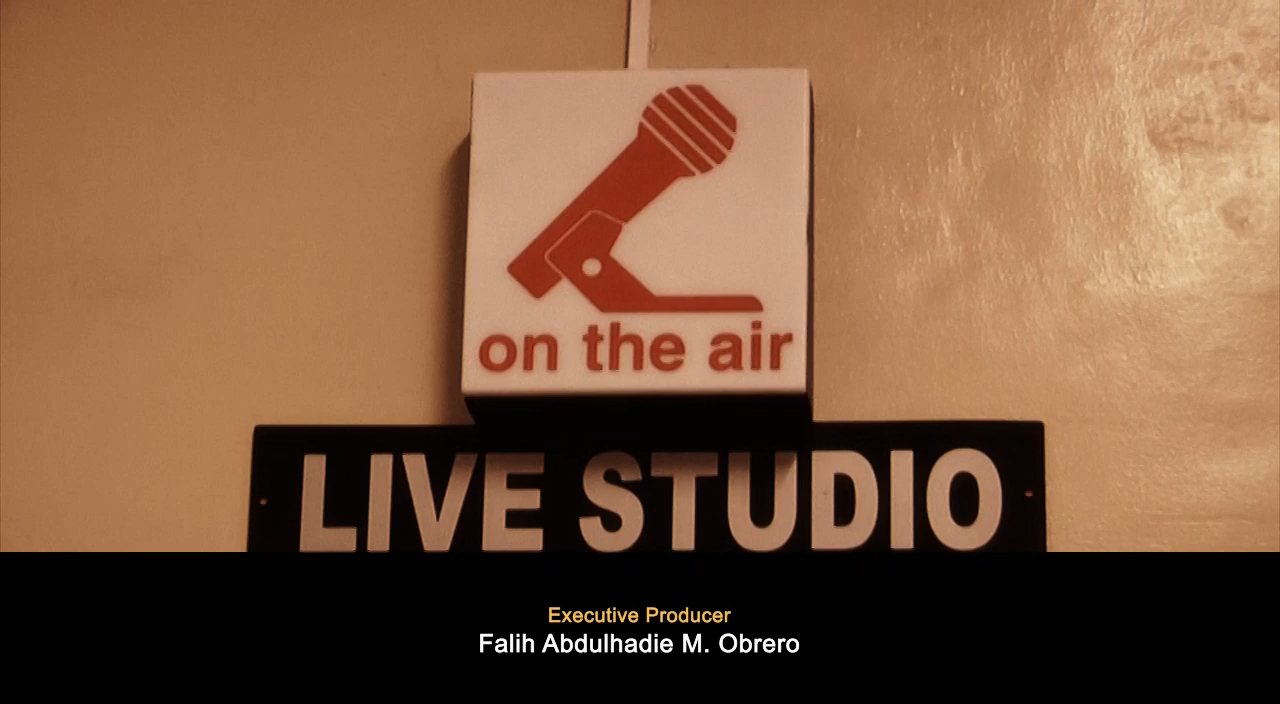 on the air
LIVE STUDIO
Executive Producer
Falih Abdulhadie M. Obrero